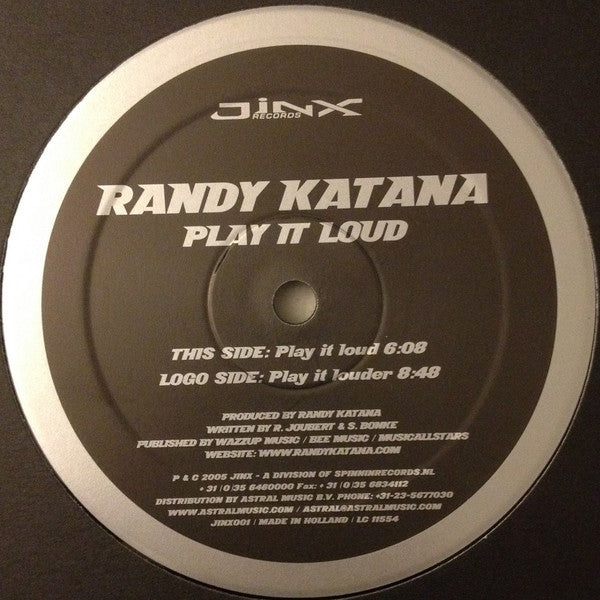 JINX
RECORDS
RANDY KATANA
PLAY IT LOUD
THIS SIDE: Play it loud 6:08
LOGO SIDE: Play it louder 8:48
PRODUCED BY RANDY KATANA
WRITTEN BY R. JOUBERT & S. BONKE
PUBLISHED BY WAZZUP MUSIC / BEE MUSIC / MUSICALLSTARS
WEBSITE: WWW.RANDYKATANA.COM
P & C 2005 JINX - A DIVISION OF SPINNINRECORDS.NL
+ 31 (0)35 6460000 Fax: + 31 (0)35 6834112
DISTRIBUTION BY ASTRAL MUSIC B.V. PHONE: +31-23-5677030
WWW.ASTRALMUSIC.COM / ASTRAL@ASTRALMUSIC.COM
JINX001 / MADE IN HOLLAND / LC 11554